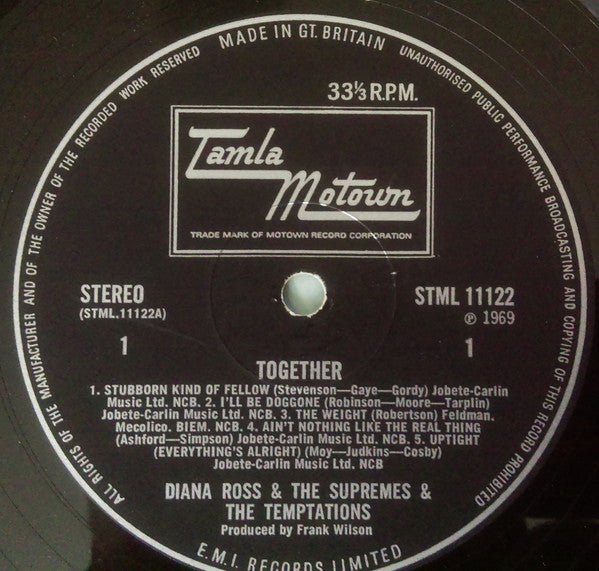 MADE IN GT. BRITAIN
UNAUTHORISED PUBLIC PERFORMANCE BROADCASTING AND COPYING OF THIS RECORD PROHIBITED
ALL RIGHTS OF THE MANUFACTURER AND OF THE OWNER OF THE RECORDED WORK RESERVED
33⅓ R.P.M.
Tamla
Motown
TRADE MARK OF MOTOWN RECORD CORPORATION
STEREO
(STML.11122A)
1
STML 11122
℗ 1969
1
TOGETHER
1. STUBBORN KIND OF FELLOW (Stevenson—Gaye—Gordy) Jobete-Carlin
Music Ltd. NCB. 2. I'LL BE DOGGONE (Robinson—Moore—Tarplin)
Jobete-Carlin Music Ltd. NCB. 3. THE WEIGHT (Robertson) Feldman.
Mecolico. BIEM. NCB. 4. AIN'T NOTHING LIKE THE REAL THING
(Ashford—Simpson) Jobete-Carlin Music Ltd. NCB. 5. UPTIGHT
(EVERYTHING'S ALRIGHT) (Moy—Judkins—Cosby)
Jobete-Carlin Music Ltd. NCB
DIANA ROSS & THE SUPREMES &
THE TEMPTATIONS
Produced by Frank Wilson
E.M.I. RECORDS LIMITED